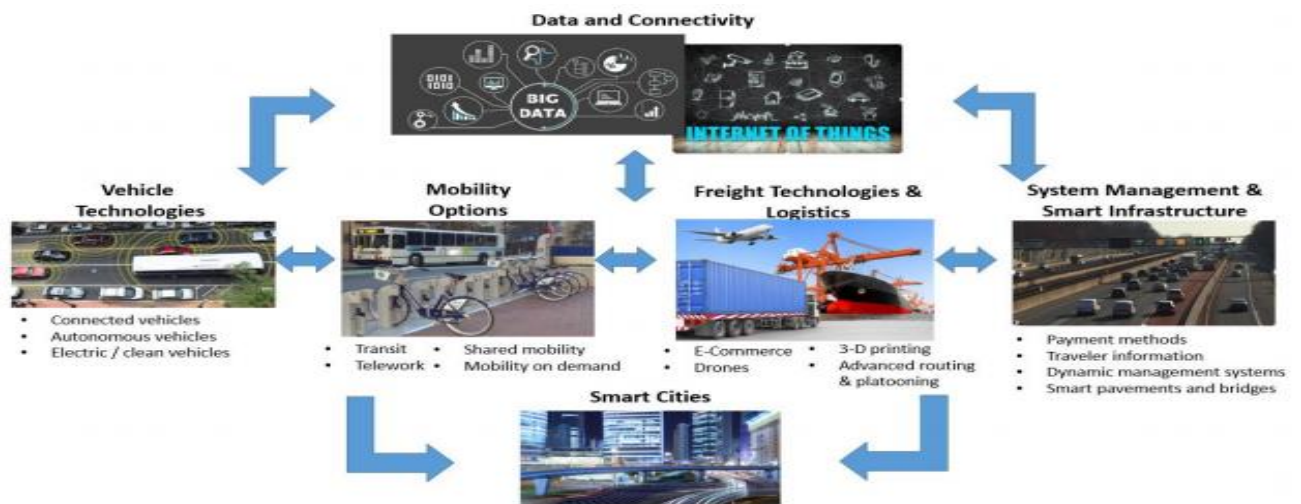 Data and Connectivity
0101
1010
BIG
DATA
INTERNET OF THINGS
Vehicle
Technologies
Mobility
Options
Freight Technologies &
Logistics
System Management &
Smart Infrastructure
• Connected vehicles
• Autonomous vehicles
• Electric / clean vehicles
• Transit
• Telework
• Shared mobility
• Mobility on demand
• E-Commerce
• Drones
• 3-D printing
• Advanced routing
& platooning
• Payment methods
• Traveler information
• Dynamic management systems
• Smart pavements and bridges
Smart Cities